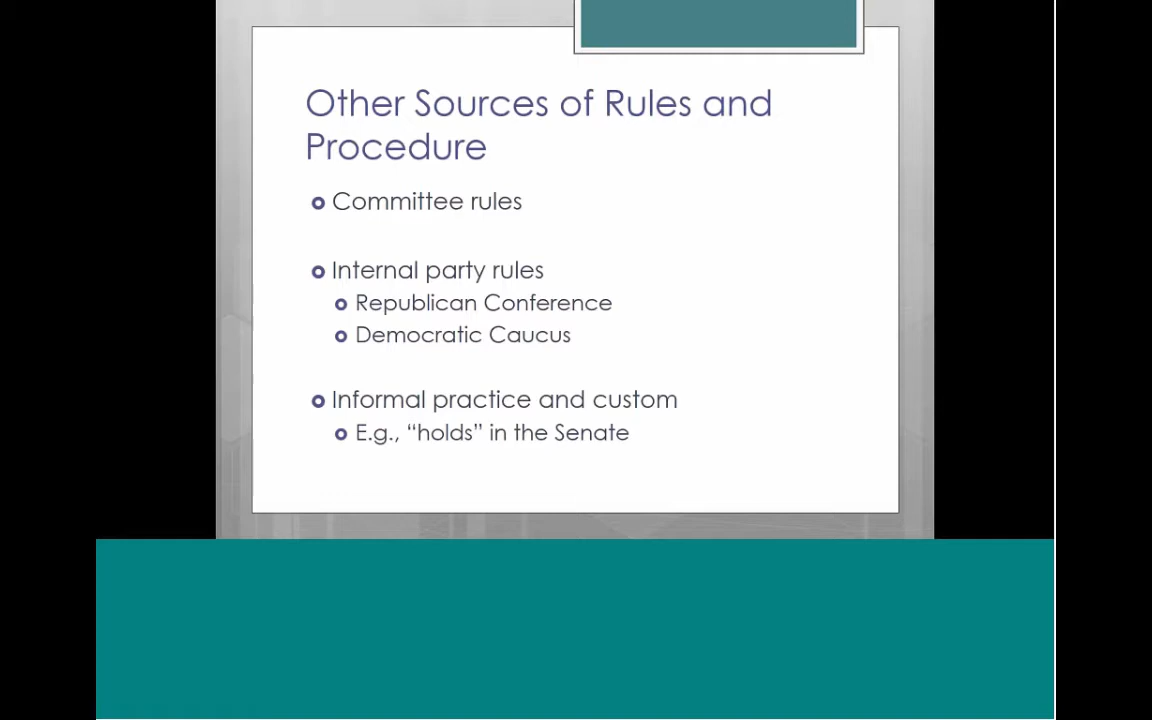 Other Sources of Rules and
Procedure
Committee rules
Internal party rules
Republican Conference
Democratic Caucus
Informal practice and custom
E.g., “holds” in the Senate